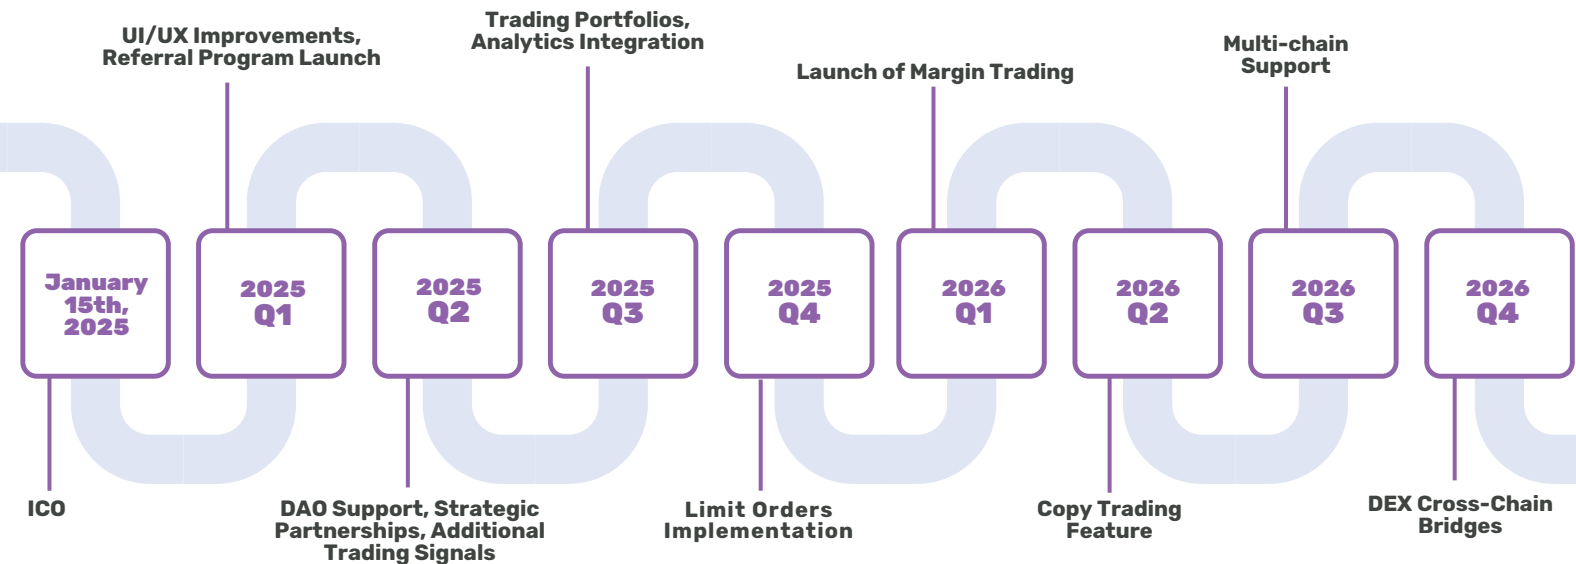 UI/UX Improvements,
Referral Program Launch
Trading Portfolios,
Analytics Integration
Launch of Margin Trading
Multi-chain
Support
January
15th,
2025
2025
Q1
2025
Q2
2025
Q3
2025
Q4
2026
Q1
2026
Q2
2026
Q3
2026
Q4
ICO
DAO Support, Strategic
Partnerships, Additional
Trading Signals
Limit Orders
Implementation
Copy Trading
Feature
DEX Cross-Chain
Bridges